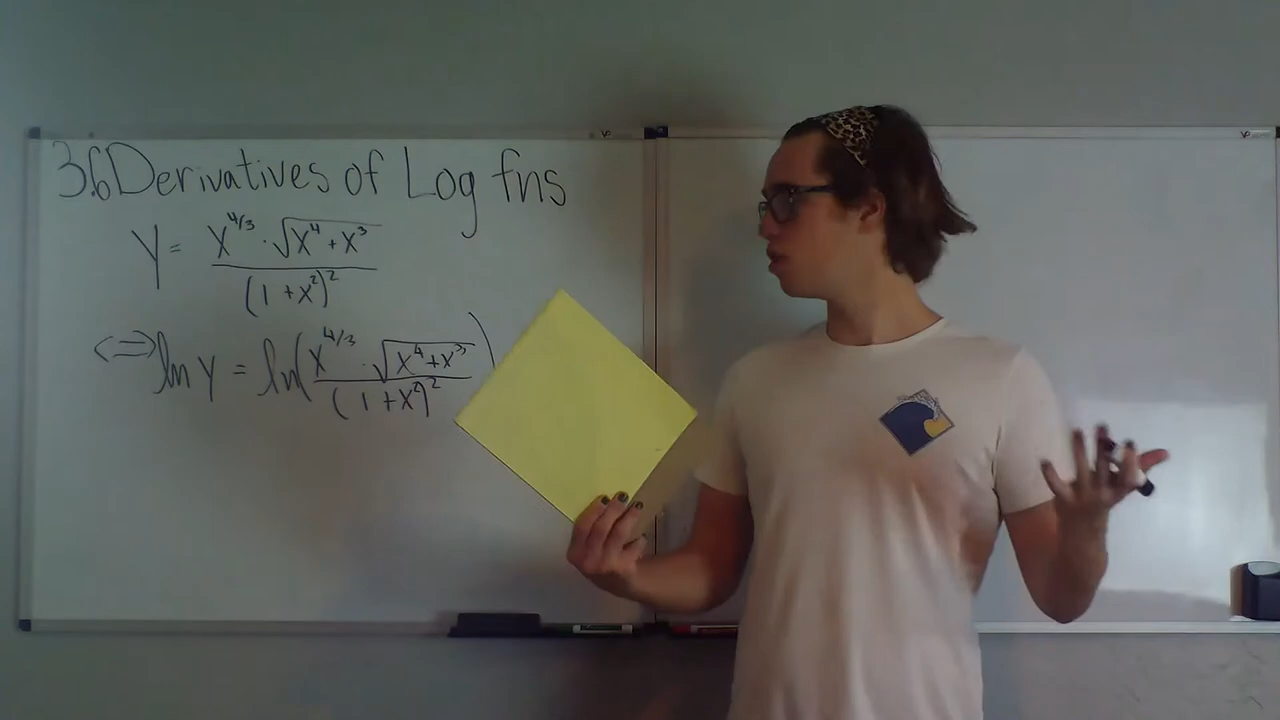 3.6 Derivatives of Log fns
Y = x^{4/3} · √(x^4 + x^3) / (1 + x^2)^2
⇔ ln Y = ln(x^{4/3} · √(x^4 + x^3) / (1 + x^2)^2)